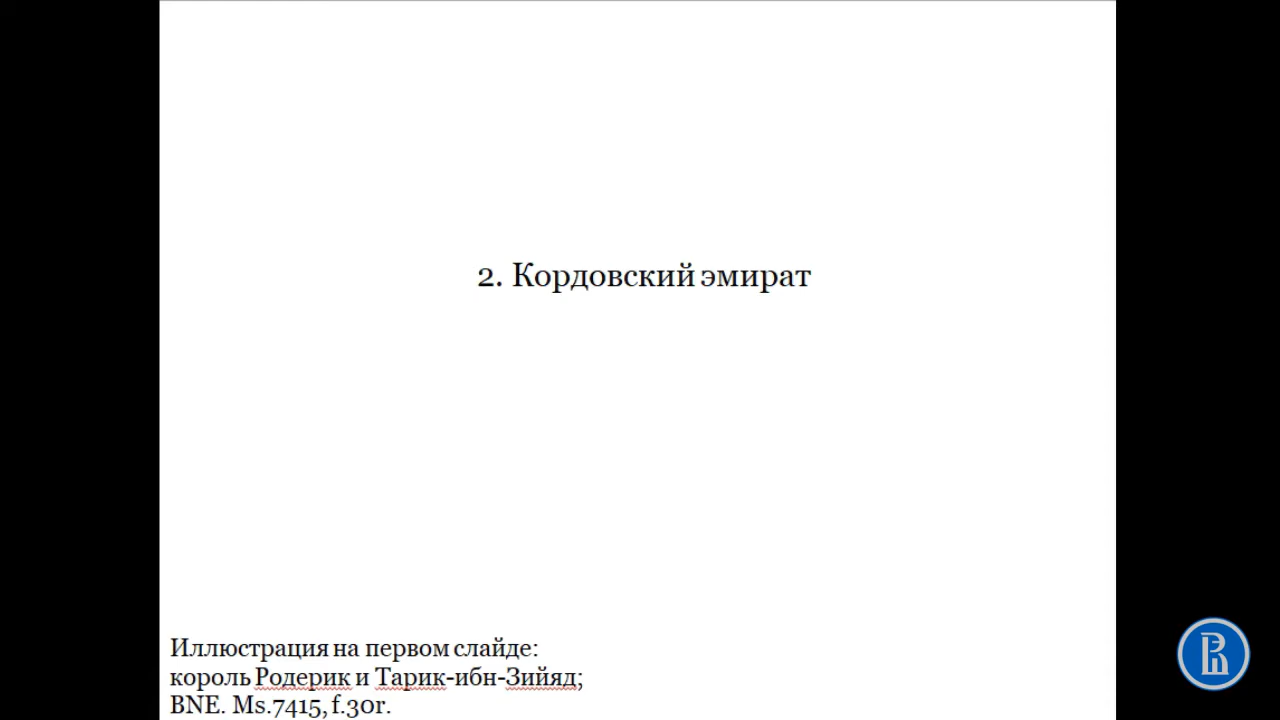 2. Кордовский эмират
Иллюстрация на первом слайде:
король Родерик и Тарик-ибн-Зийяд;
BNE. Ms.7415, f.30r.